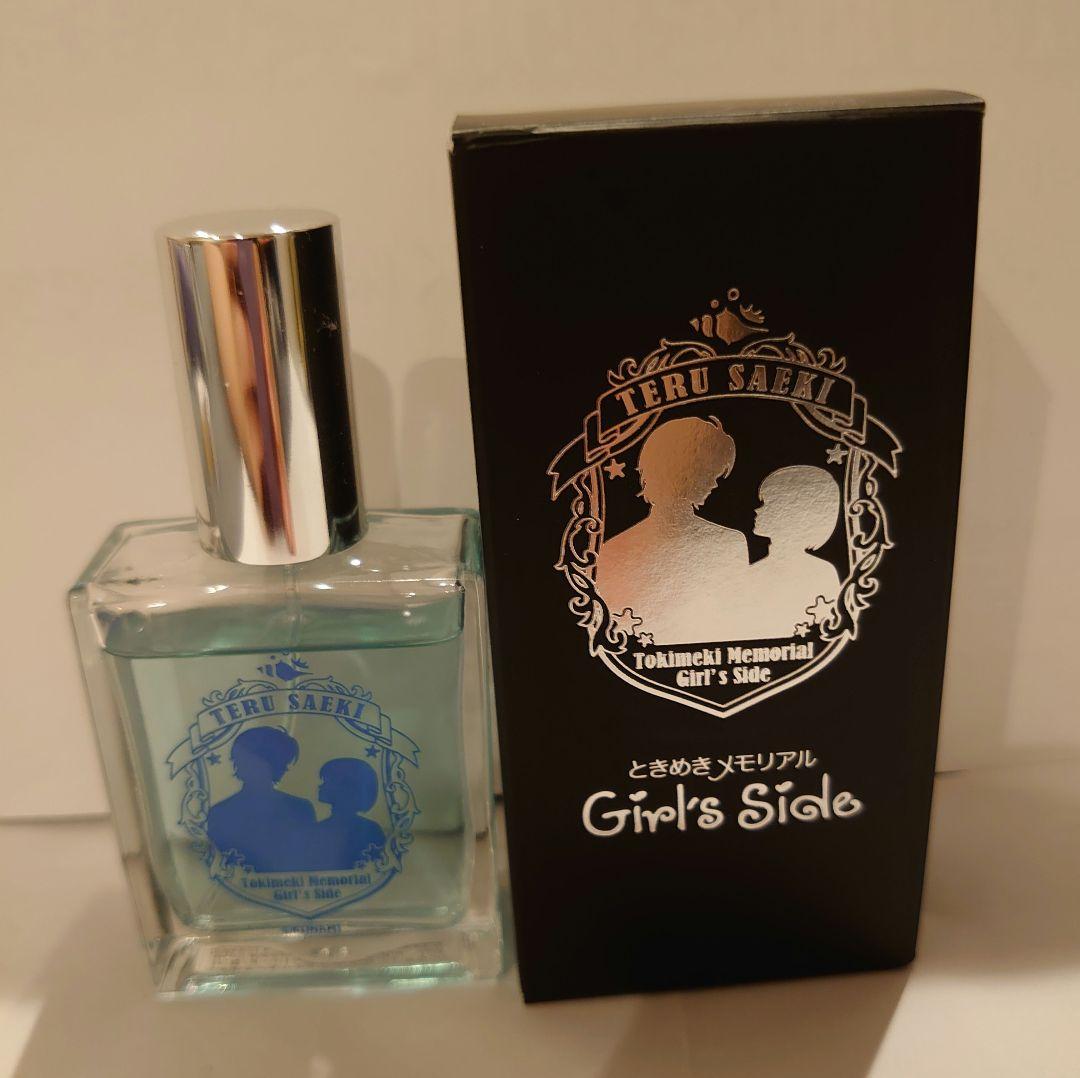 TERU SAEKI
Tokimeki Memorial
Girl's Side
TERU SAEKI
Tokimeki Memorial
Girl's Side
ときめきメモリアル
Girl's Side